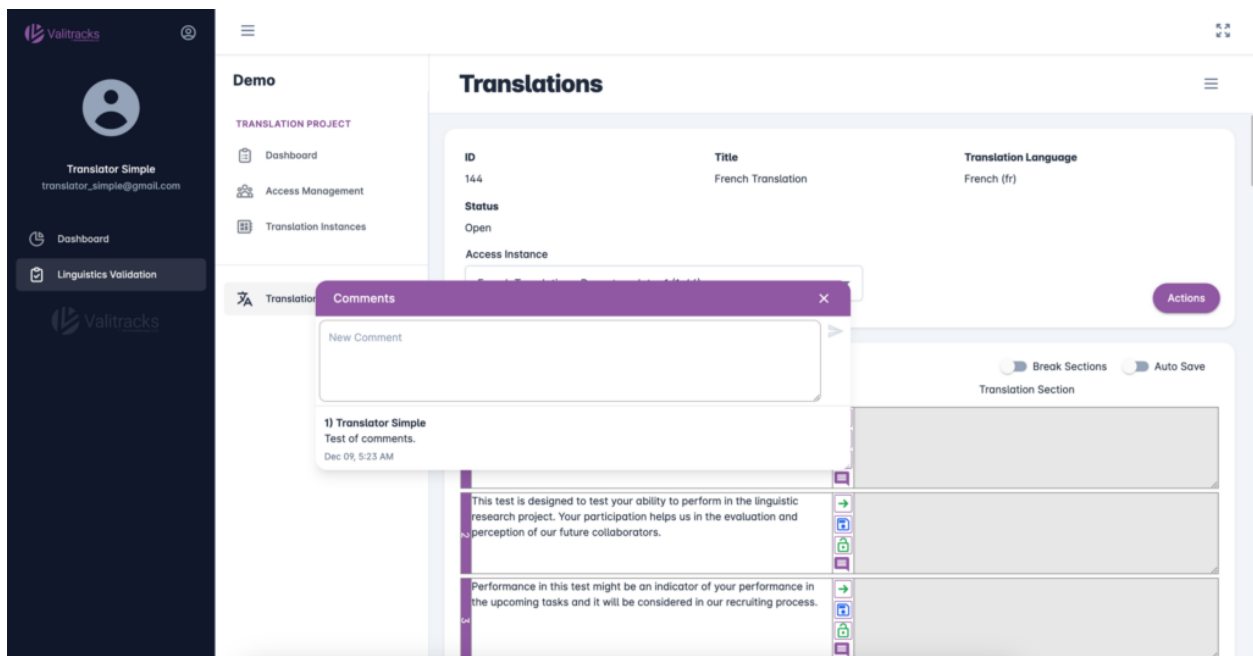 Valitracks
Translator Simple
translator_simple@gmail.com
Dashboard
Linguistics Validation
Valitracks
Demo
TRANSLATION PROJECT
Dashboard
Access Management
Translation Instances
Translation
Translations
ID
144
Title
French Translation
Translation Language
French (fr)
Status
Open
Access Instance
Actions
Comments
New Comment
1) Translator Simple
Test of comments.
Dec 09, 5:23 AM
Break Sections
Auto Save
Translation Section
2
This test is designed to test your ability to perform in the linguistic
research project. Your participation helps us in the evaluation and
perception of our future collaborators.
3
Performance in this test might be an indicator of your performance in
the upcoming tasks and it will be considered in our recruiting process.